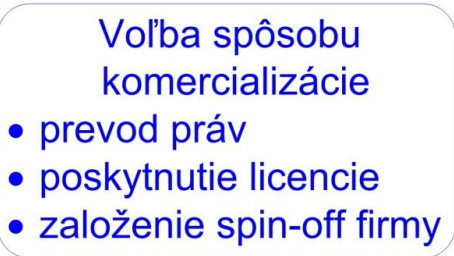 Voľba spôsobu
komercializácie
• prevod práv
• poskytnutie licencie
• založenie spin-off firmy